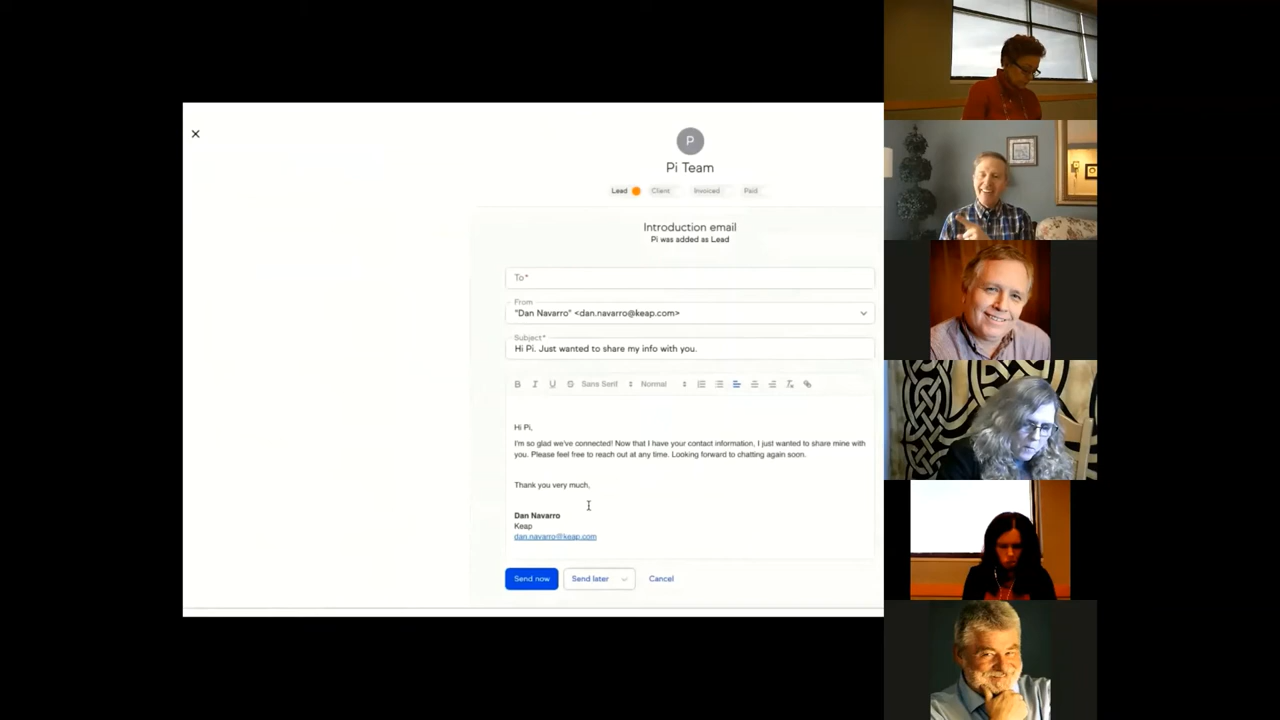 P
Pi Team
Lead Client Invoiced Paid
Introduction email
Pi was added as Lead
To*
From
"Dan Navarro" <dan.navarro@keap.com>
Subject*
Hi Pi. Just wanted to share my info with you.
B I U S Sans Serif Normal
Hi Pi,
I'm so glad we've connected! Now that I have your contact information, I just wanted to share mine with
you. Please feel free to reach out at any time. Looking forward to chatting again soon.
Thank you very much,
Dan Navarro
Keap
dan.navarro@keap.com
Send now Send later Cancel